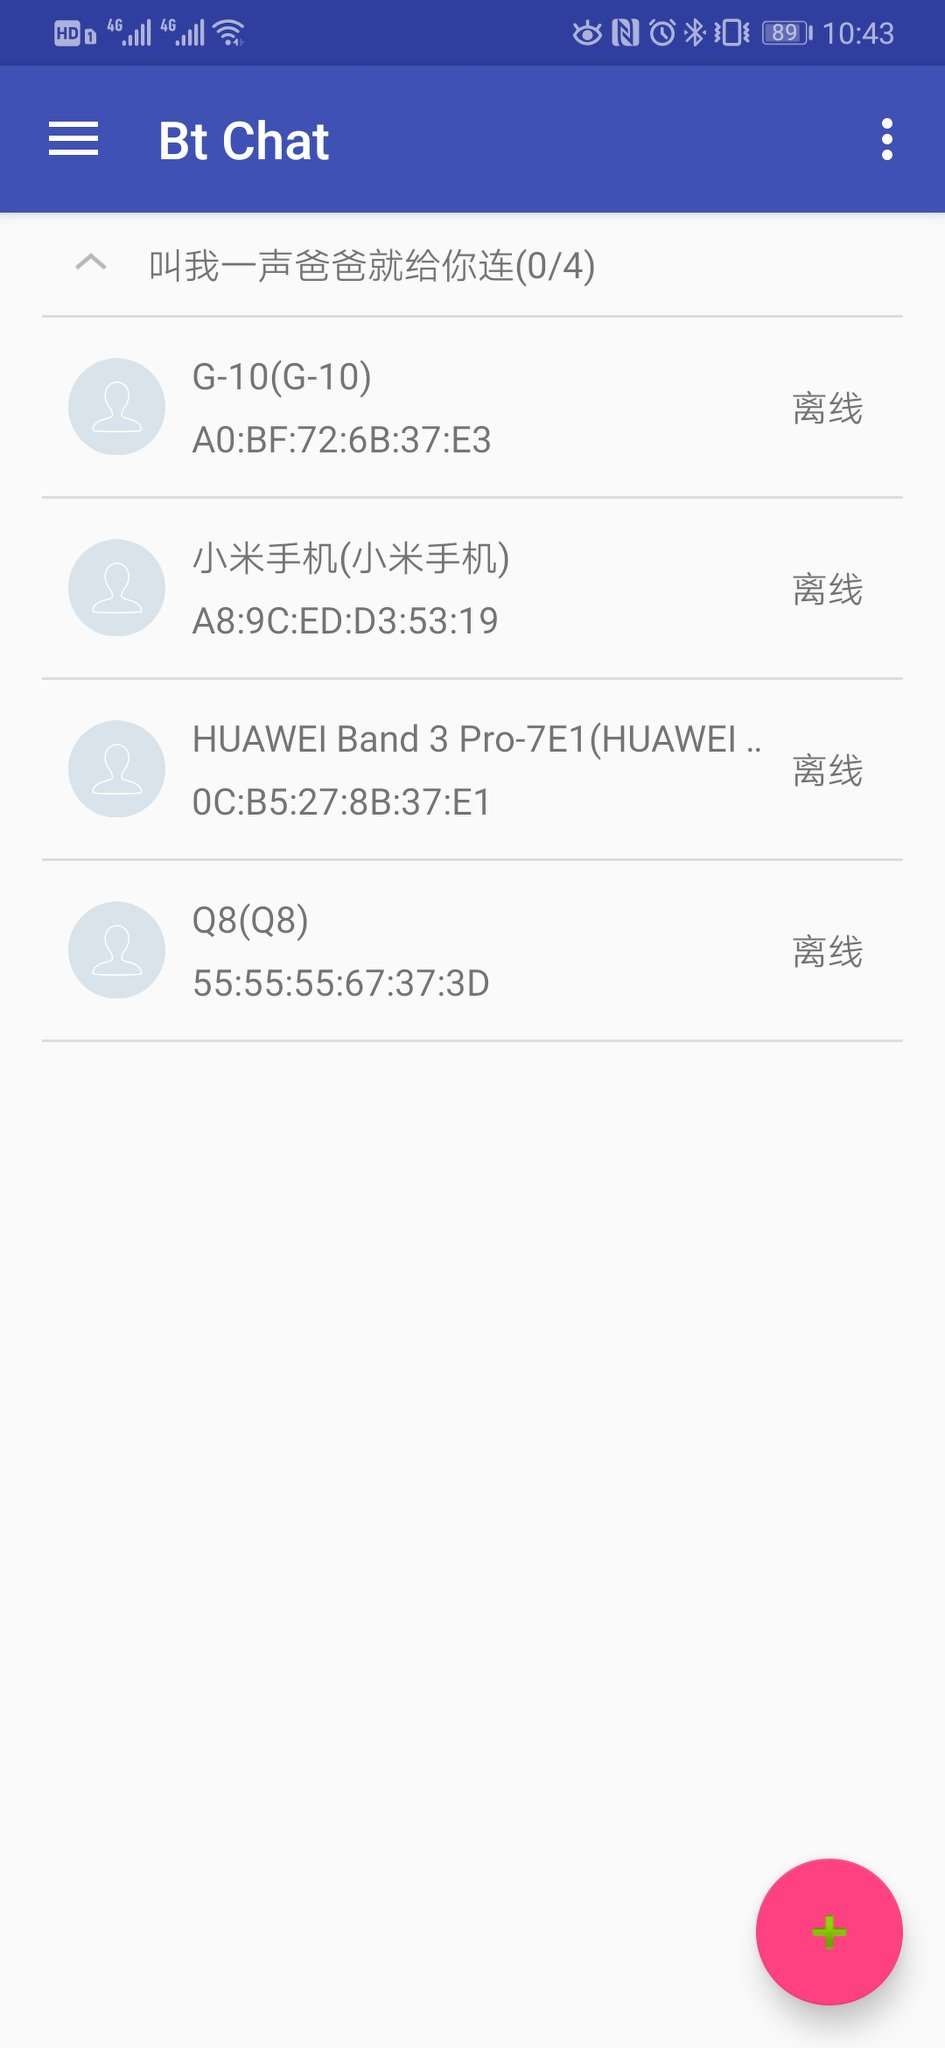 HD 1 4G 4G 89 10:43
Bt Chat
叫我一声爸爸就给你连(0/4)
G-10(G-10)
A0:BF:72:6B:37:E3
离线
小米手机(小米手机)
A8:9C:ED:D3:53:19
离线
HUAWEI Band 3 Pro-7E1(HUAWEI ..
0C:B5:27:8B:37:E1
离线
Q8(Q8)
55:55:55:67:37:3D
离线